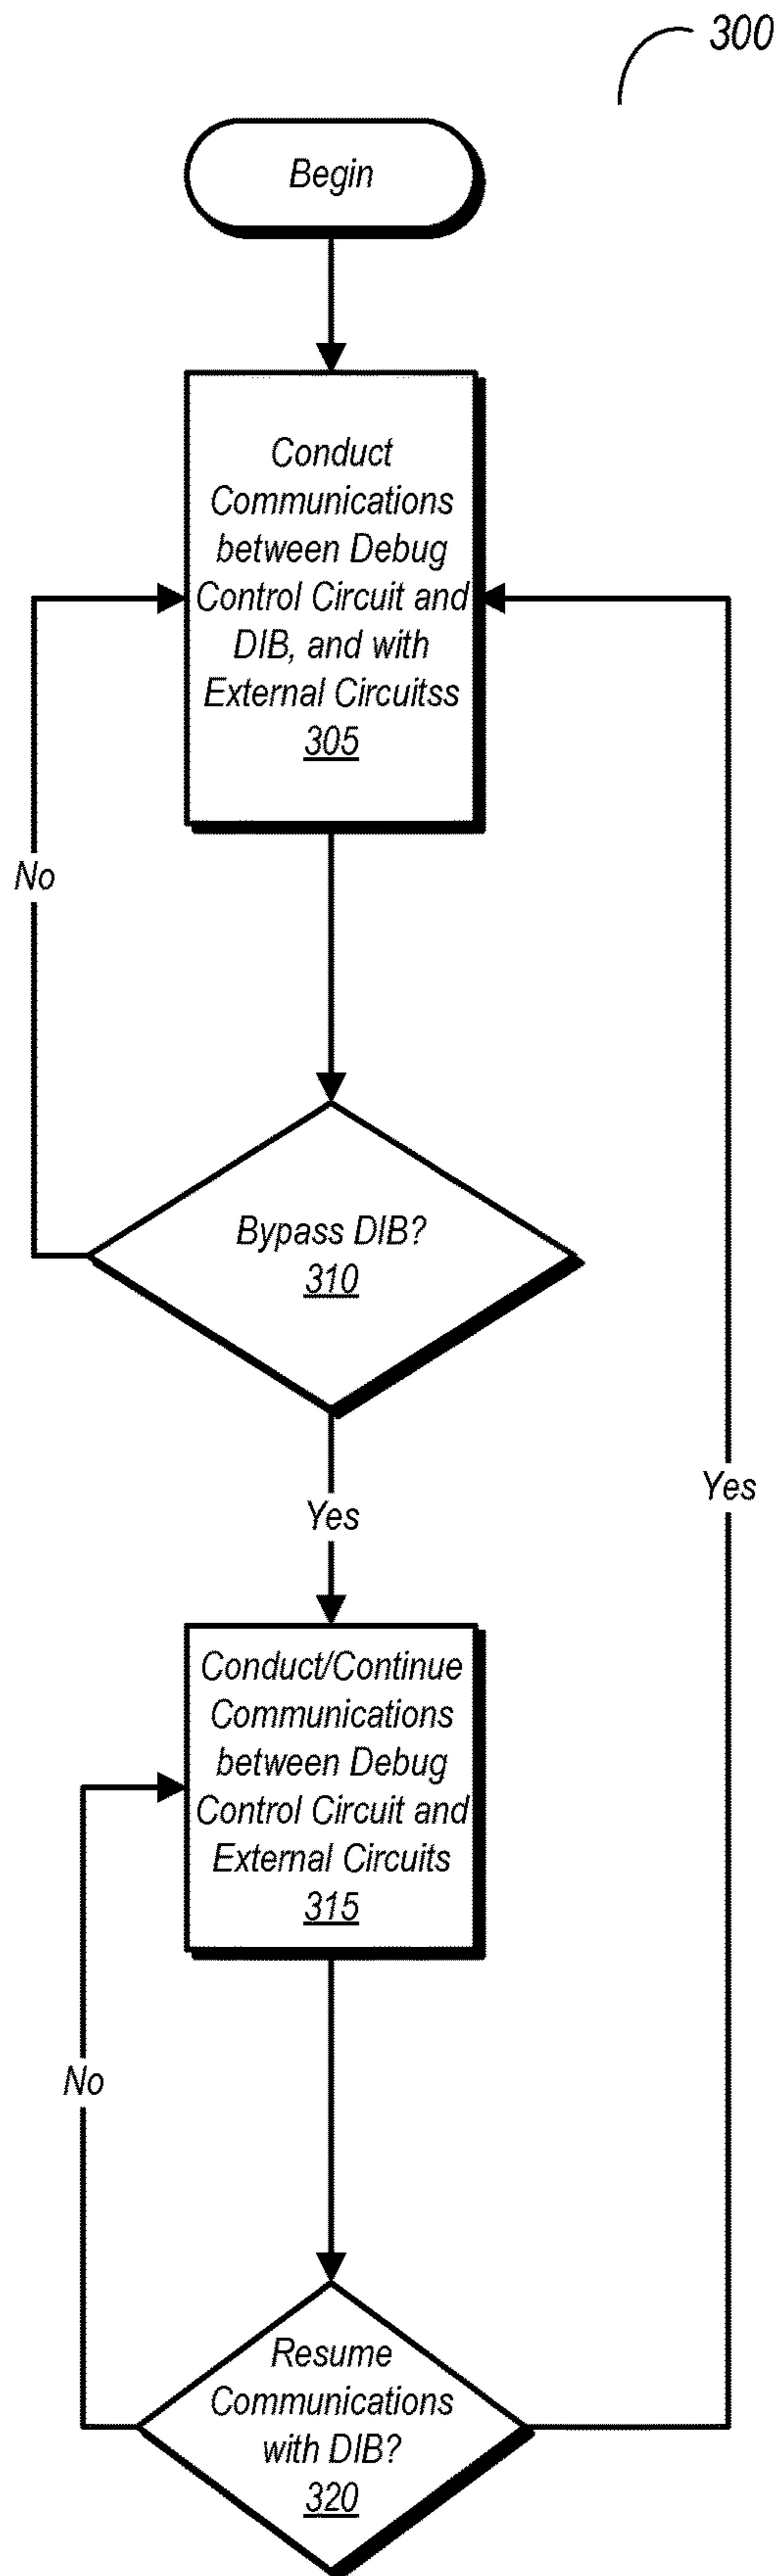 300
Begin
Conduct
Communications
between Debug
Control Circuit and
DIB, and with
External Circuitss
305
No
Bypass DIB?
310
Yes
Yes
Conduct/Continue
Communications
between Debug
Control Circuit and
External Circuits
315
No
Resume
Communications
with DIB?
320